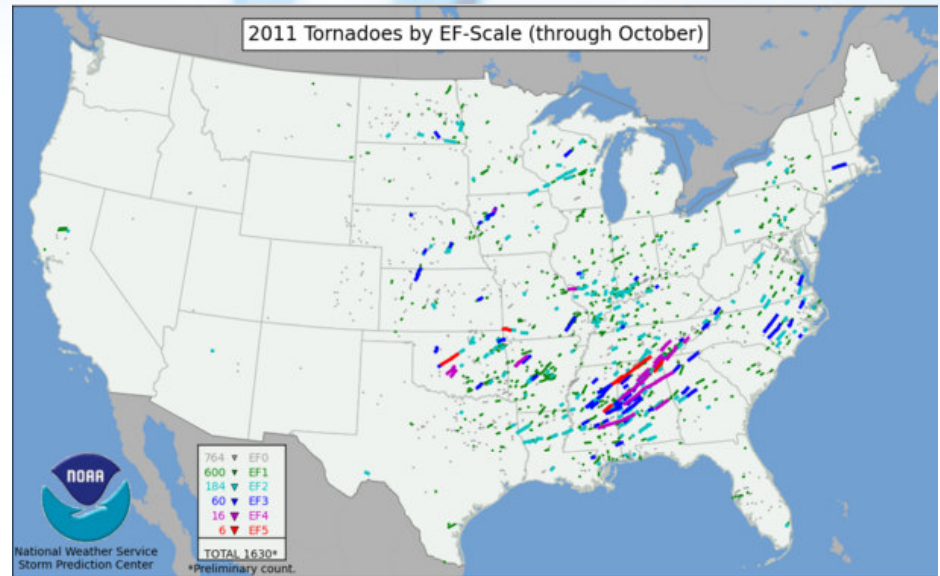 2011 Tornadoes by EF-Scale (through October)
764 EF0
600 EF1
184 EF2
60 EF3
16 EF4
6 EF5
TOTAL 1630*
*Preliminary count.
NOAA
National Weather Service
Storm Prediction Center